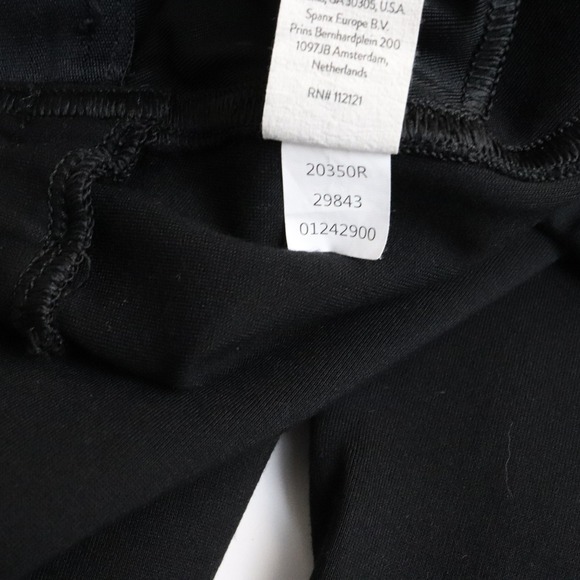 GA 30305, U.S.A.
Spanx Europe B.V.
Prins Bernhardplein 200
1097JB Amsterdam,
Netherlands
RN# 112121
20350R
29843
01242900